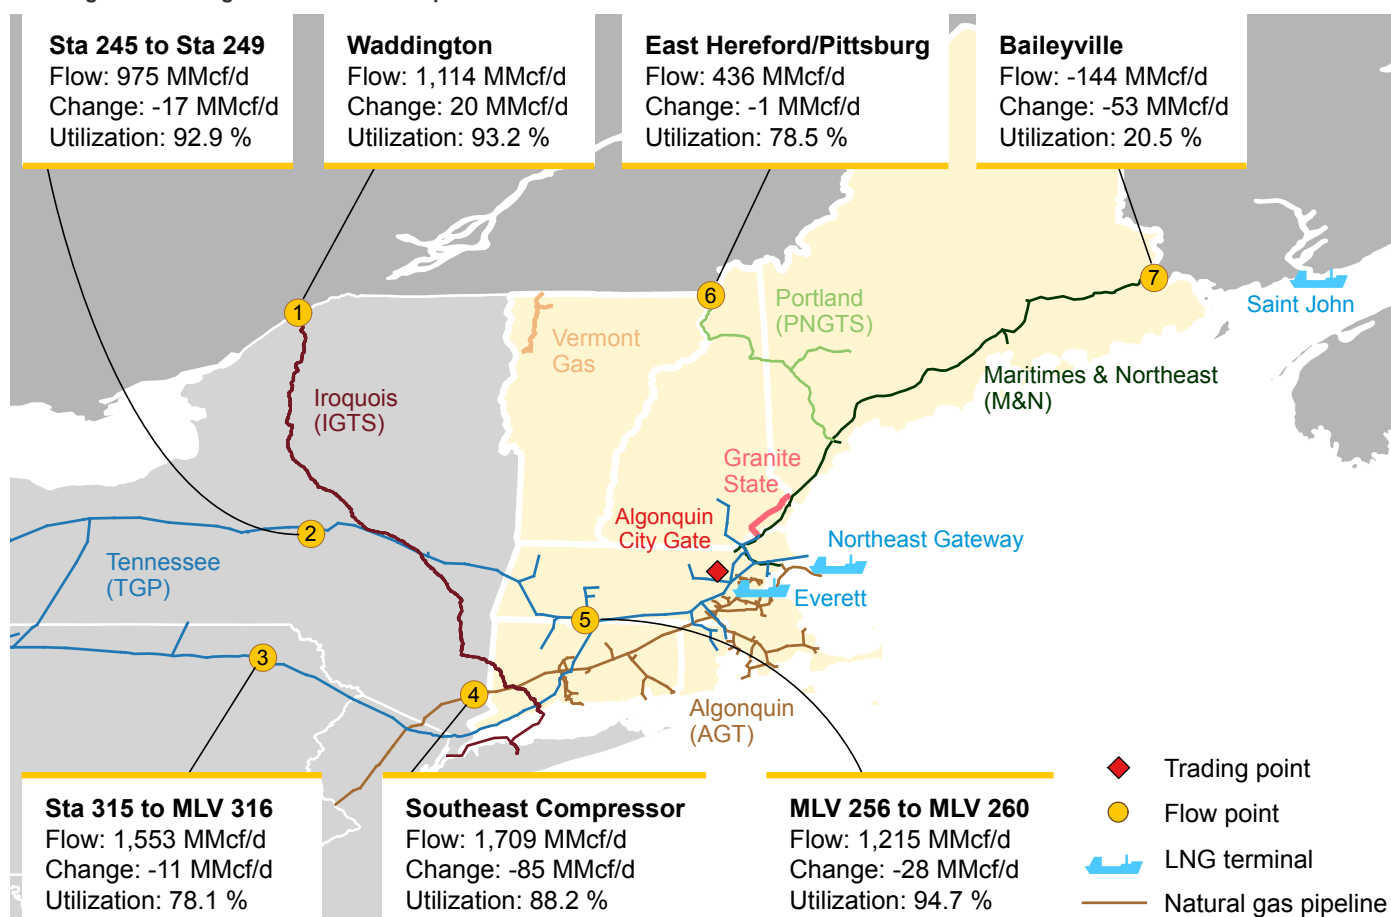 Sta 245 to Sta 249
Flow: 975 MMcf/d
Change: -17 MMcf/d
Utilization: 92.9 %
Waddington
Flow: 1,114 MMcf/d
Change: 20 MMcf/d
Utilization: 93.2 %
East Hereford/Pittsburg
Flow: 436 MMcf/d
Change: -1 MMcf/d
Utilization: 78.5 %
Baileyville
Flow: -144 MMcf/d
Change: -53 MMcf/d
Utilization: 20.5 %
1
6
7
Portland
(PNGTS)
Saint John
Vermont
Gas
Iroquois
(IGTS)
Maritimes & Northeast
(M&N)
Granite
State
Algonquin
City Gate
2
Northeast Gateway
Tennessee
(TGP)
Everett
5
3
4
Algonquin
(AGT)
Sta 315 to MLV 316
Flow: 1,553 MMcf/d
Change: -11 MMcf/d
Utilization: 78.1 %
Southeast Compressor
Flow: 1,709 MMcf/d
Change: -85 MMcf/d
Utilization: 88.2 %
MLV 256 to MLV 260
Flow: 1,215 MMcf/d
Change: -28 MMcf/d
Utilization: 94.7 %
Trading point
Flow point
LNG terminal
Natural gas pipeline